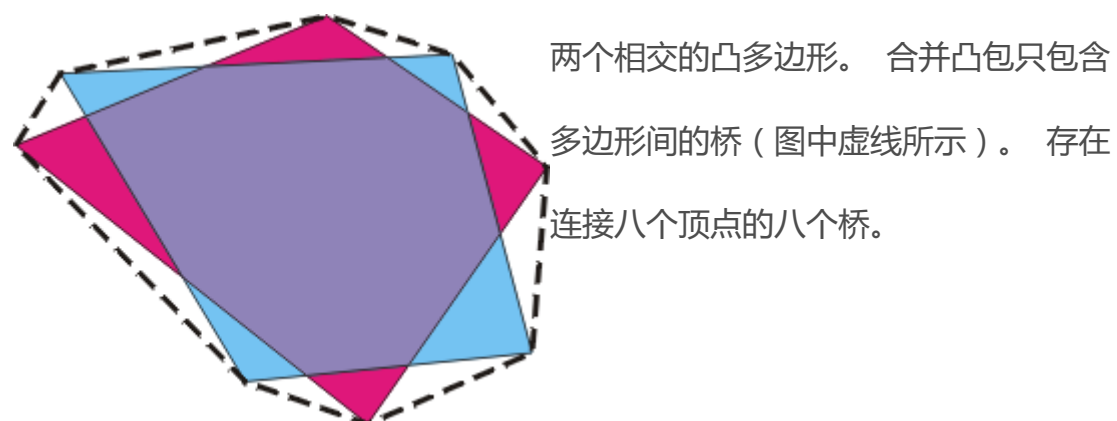 两个相交的凸多边形。 合并凸包只包含
多边形间的桥（图中虚线所示）。 存在
连接八个顶点的八个桥。